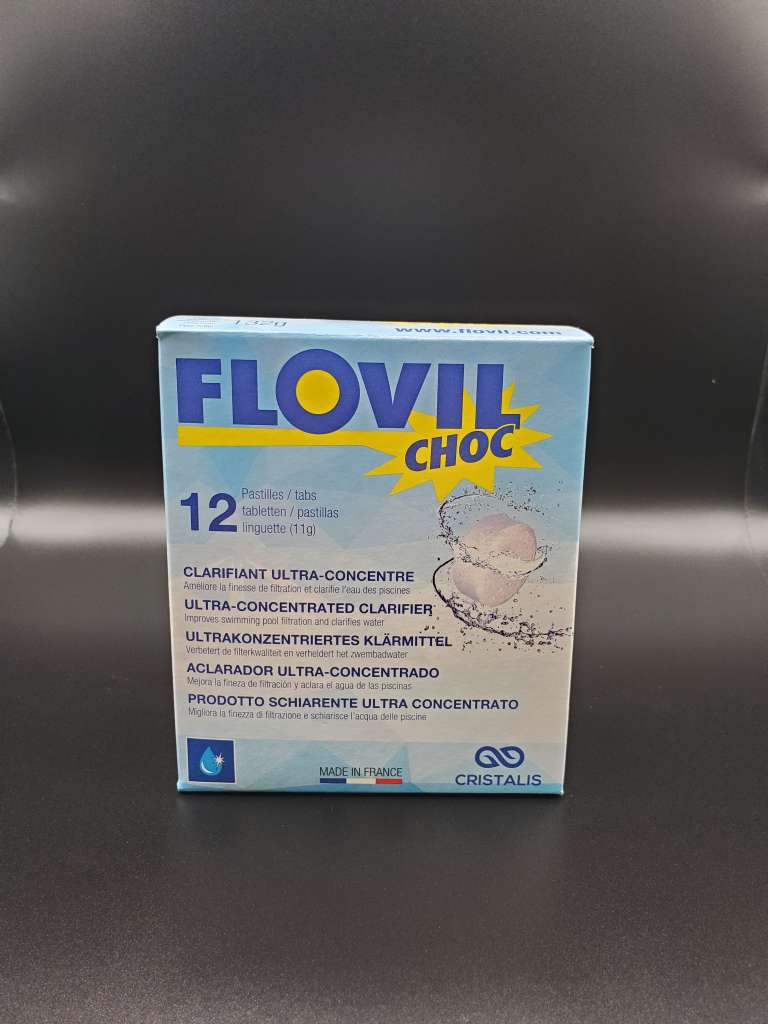 132g
www.flovil.com
FLOVIL
CHOC
12
Pastilles / tabs
tabletten / pastillas
linguette (11g)
CLARIFIANT ULTRA-CONCENTRE
Améliore la finesse de filtration et clarifie l'eau des piscines
ULTRA-CONCENTRATED CLARIFIER
Improves swimming pool filtration and clarifies water
ULTRAKONZENTRIERTES KLÄRMITTEL
Verbetert de filterkwaliteit en verheldert het zwembadwater
ACLARADOR ULTRA-CONCENTRADO
Mejora la fineza de filtración y aclara el agua de las piscinas
PRODOTTO SCHIARENTE ULTRA CONCENTRATO
Migliora la finezza di filtrazione e schiarisce l'acqua delle piscine
MADE IN FRANCE
CRISTALIS